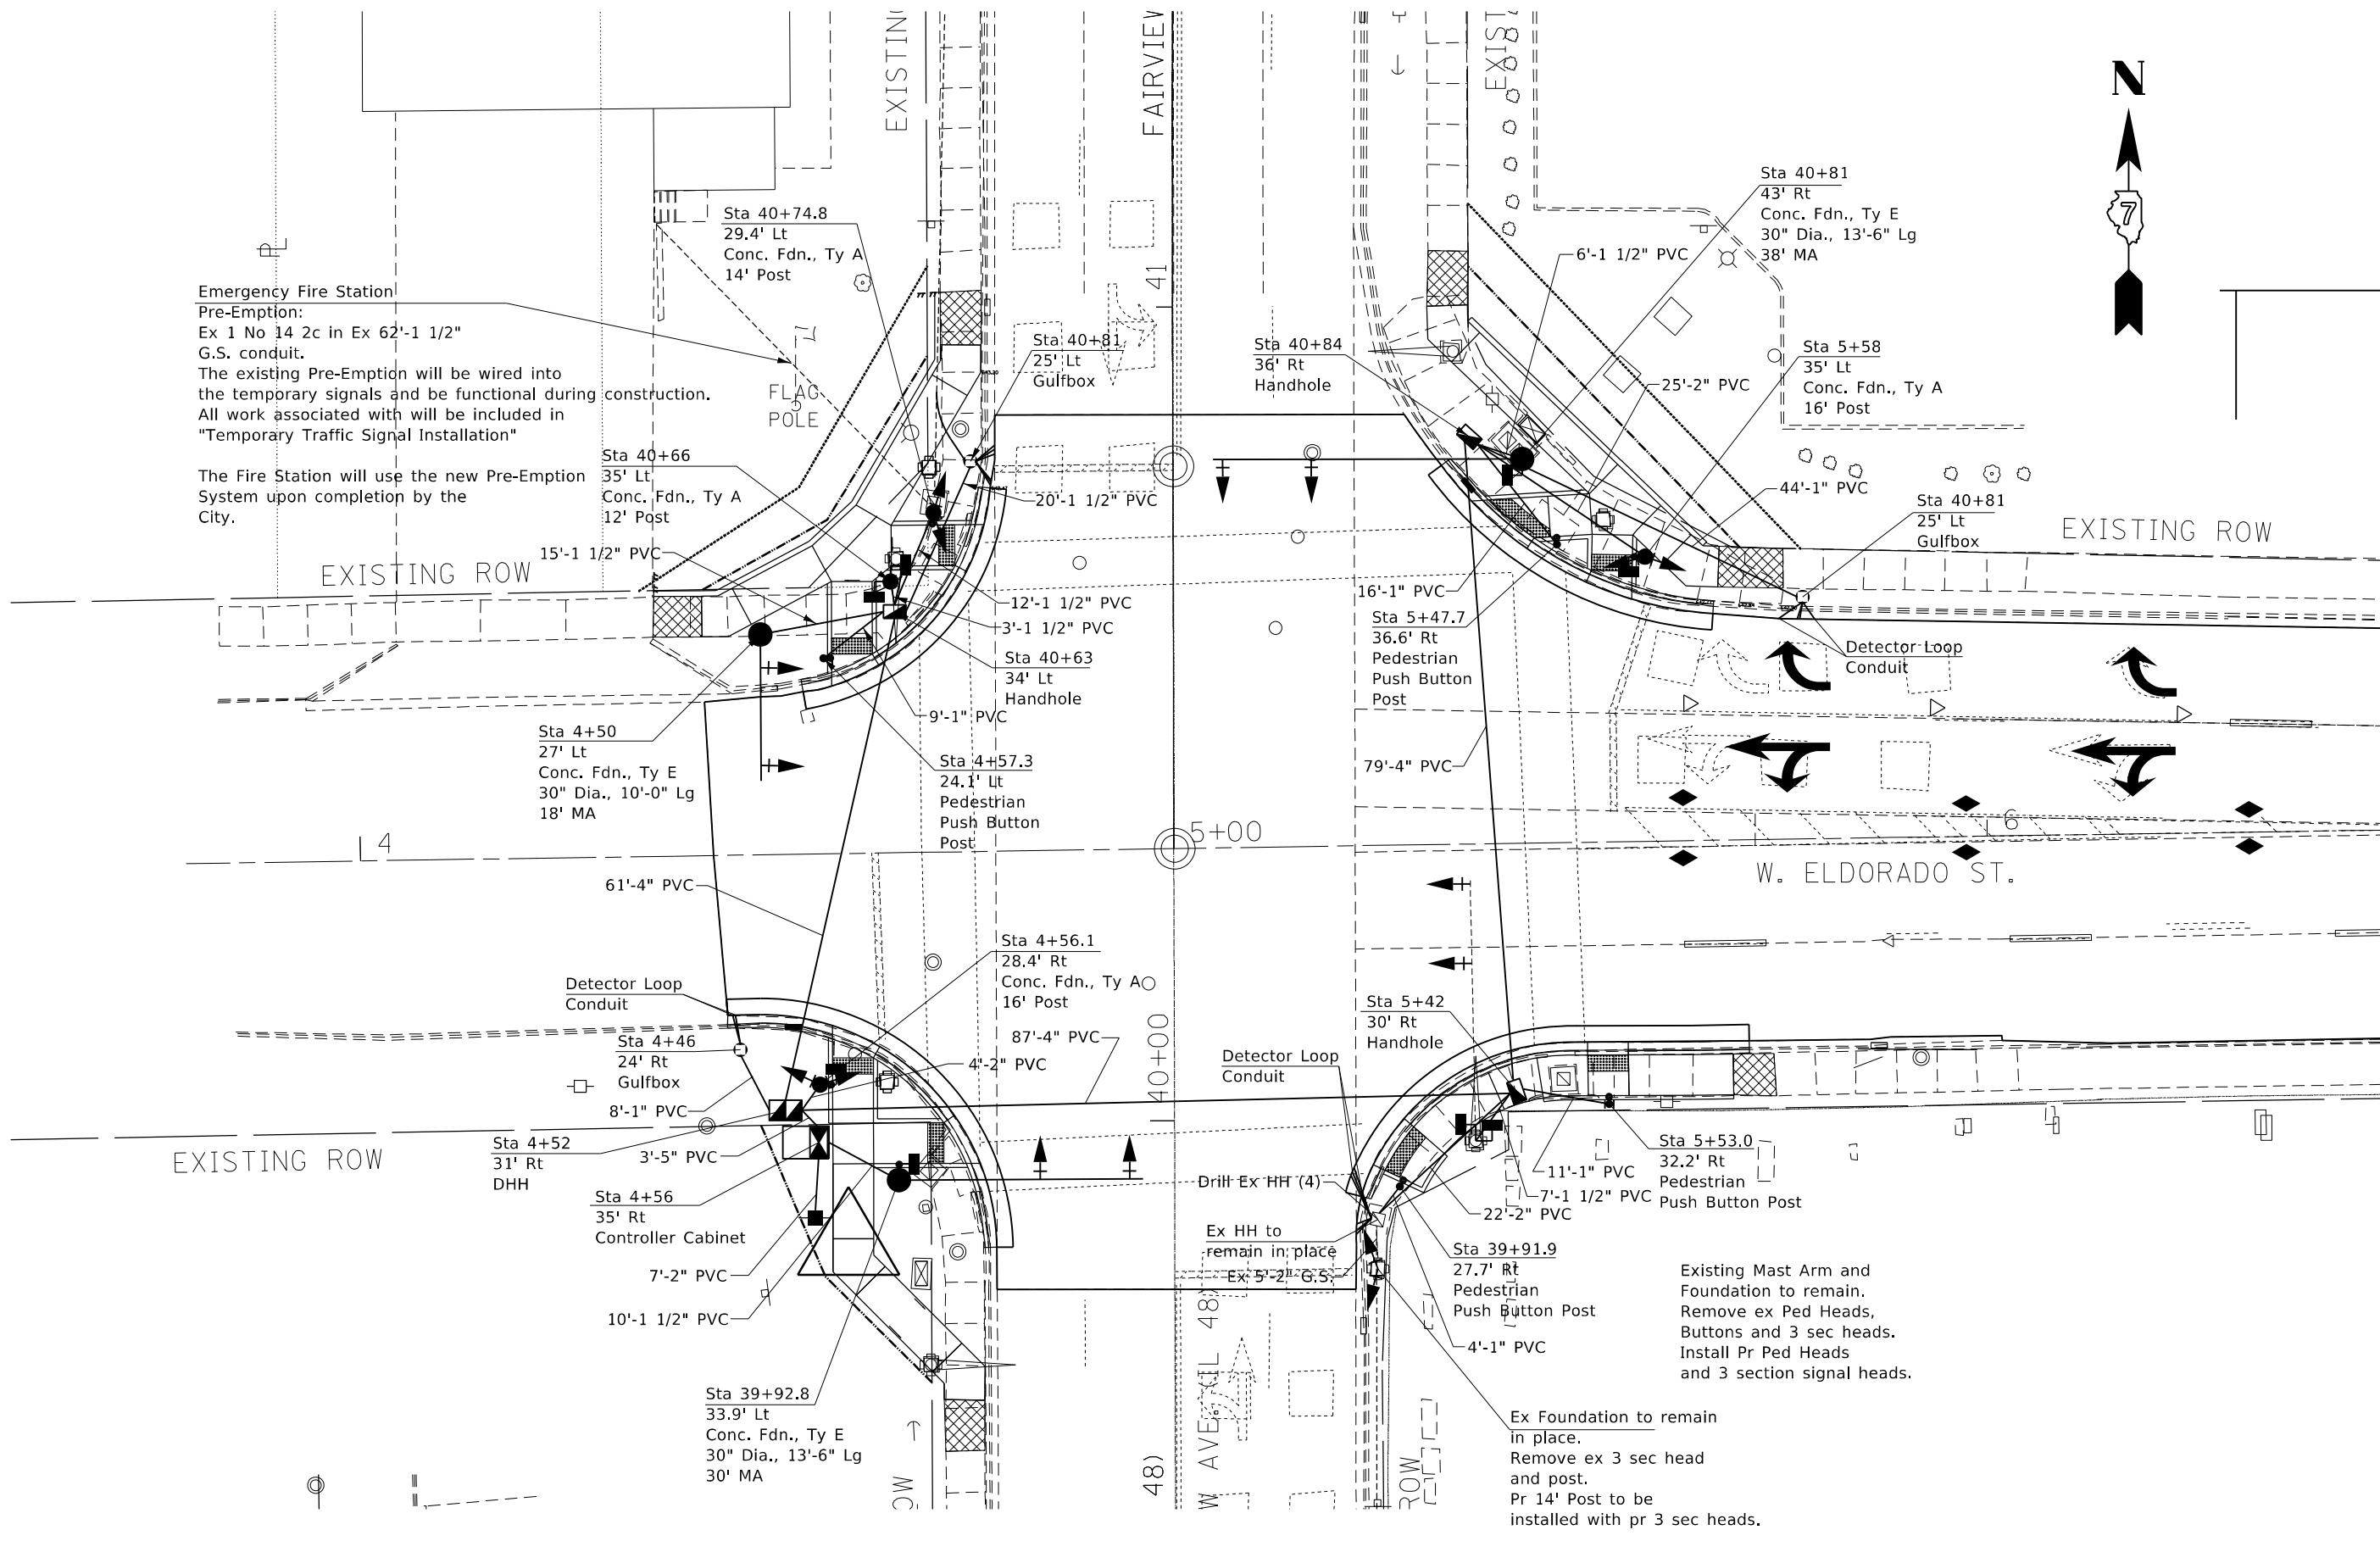 EXISTING
FAIRVIEW
EXIST
N
7
Sta 40+74.8
29.4' Lt
Conc. Fdn., Ty A
14' Post
Sta 40+81
43' Rt
Conc. Fdn., Ty E
30" Dia., 13'-6" Lg
38' MA
6'-1 1/2" PVC
41
Emergency Fire Station
Pre-Emption:
Ex 1 No 14 2c in Ex 62'-1 1/2"
G.S. conduit.
The existing Pre-Emption will be wired into
the temporary signals and be functional during construction.
All work associated with will be included in
"Temporary Traffic Signal Installation"
The Fire Station will use the new Pre-Emption
System upon completion by the
City.
FLAG
POLE
Sta 40+81
25' Lt
Gulfbox
Sta 40+84
36' Rt
Handhole
Sta 5+58
35' Lt
Conc. Fdn., Ty A
16' Post
25'-2" PVC
Sta 40+66
35' Lt
Conc. Fdn., Ty A
12' Post
20'-1 1/2" PVC
44'-1" PVC
Sta 40+81
25' Lt
Gulfbox
EXISTING ROW
15'-1 1/2" PVC
EXISTING ROW
12'-1 1/2" PVC
3'-1 1/2" PVC
16'-1" PVC
Sta 5+47.7
36.6' Rt
Pedestrian
Push Button
Post
Sta 40+63
34' Lt
Handhole
Detector Loop
Conduit
9'-1" PVC
Sta 4+50
27' Lt
Conc. Fdn., Ty E
30" Dia., 10'-0" Lg
18' MA
Sta 4+57.3
24.1' Lt
Pedestrian
Push Button
Post
79'-4" PVC
4
5+00
6
W. ELDORADO ST.
61'-4" PVC
Sta 4+56.1
28.4' Rt
Conc. Fdn., Ty A
16' Post
Detector Loop
Conduit
87'-4" PVC
40+00
Sta 5+42
30' Rt
Handhole
Sta 4+46
24' Rt
Gulfbox
4'-2" PVC
Detector Loop
Conduit
8'-1" PVC
EXISTING ROW
Sta 4+52
31' Rt
DHH
3'-5" PVC
Sta 5+53.0
32.2' Rt
Pedestrian
Push Button Post
11'-1" PVC
7'-1 1/2" PVC
22'-2" PVC
Drill Ex HH (4)
Sta 4+56
35' Rt
Controller Cabinet
Ex HH to
remain in place
Ex 5'-2" G.S.
7'-2" PVC
10'-1 1/2" PVC
Sta 39+91.9
27.7' Rt
Pedestrian
Push Button Post
4'-1" PVC
Existing Mast Arm and
Foundation to remain.
Remove ex Ped Heads,
Buttons and 3 sec heads.
Install Pr Ped Heads
and 3 section signal heads.
Sta 39+92.8
33.9' Lt
Conc. Fdn., Ty E
30" Dia., 13'-6" Lg
30' MA
Ex Foundation to remain
in place.
Remove ex 3 sec head
and post.
Pr 14' Post to be
installed with pr 3 sec heads.
OW
48)
W AVE. (IL 48)
ROW